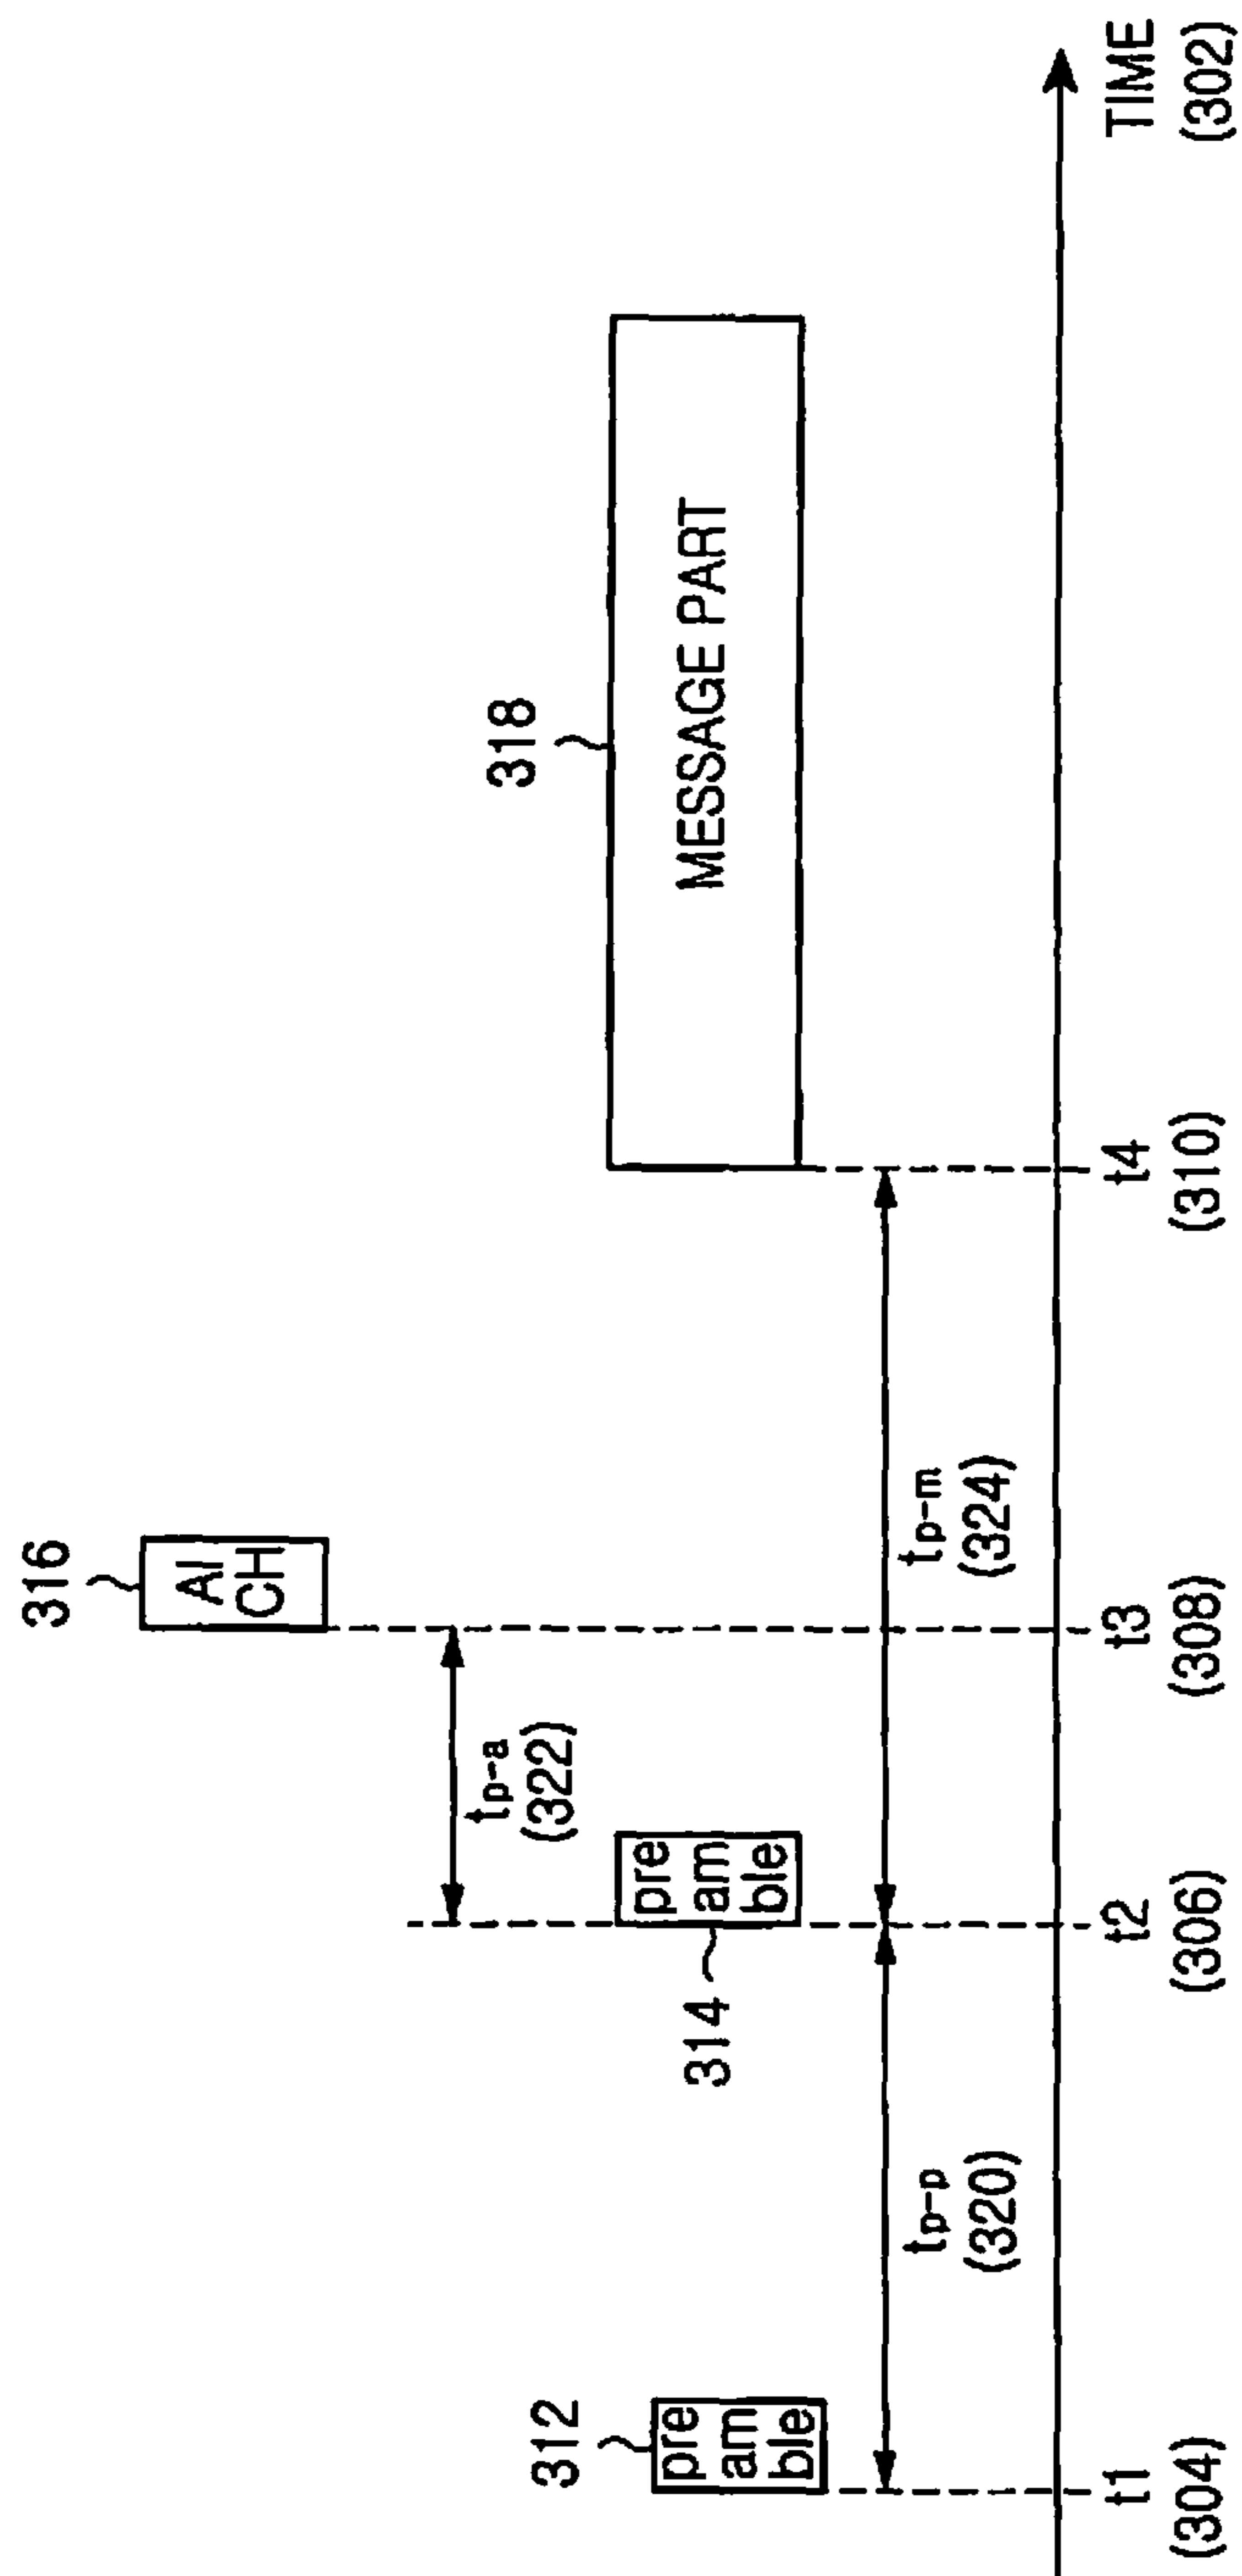 316
AI
CH
318
MESSAGE PART
tp-a
(322)
312
pre
am
ble
314
pre
am
ble
tp-p
(320)
tp-m
(324)
t1
(304)
t2
(306)
t3
(308)
t4
(310)
TIME
(302)